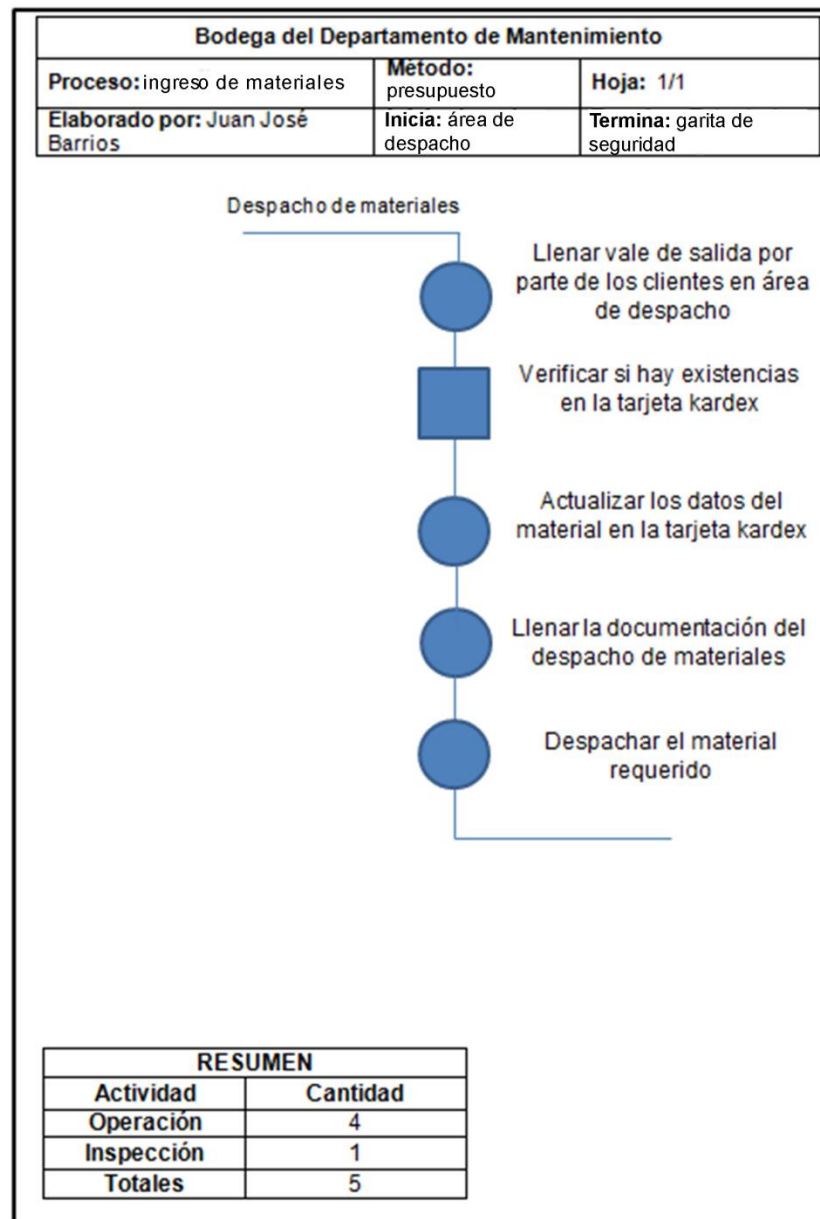 Bodega del Departamento de Mantenimiento
Proceso: ingreso de materiales
Método:
presupuesto
Hoja: 1/1
Elaborado por: Juan José
Barrios
Inicia: área de
despacho
Termina: garita de
seguridad
Despacho de materiales
Llenar vale de salida por
parte de los clientes en área
de despacho
Verificar si hay existencias
en la tarjeta kardex
Actualizar los datos del
material en la tarjeta kardex
Llenar la documentación del
despacho de materiales
Despachar el material
requerido
RESUMEN
Actividad Cantidad
Operación 4
Inspección 1
Totales 5